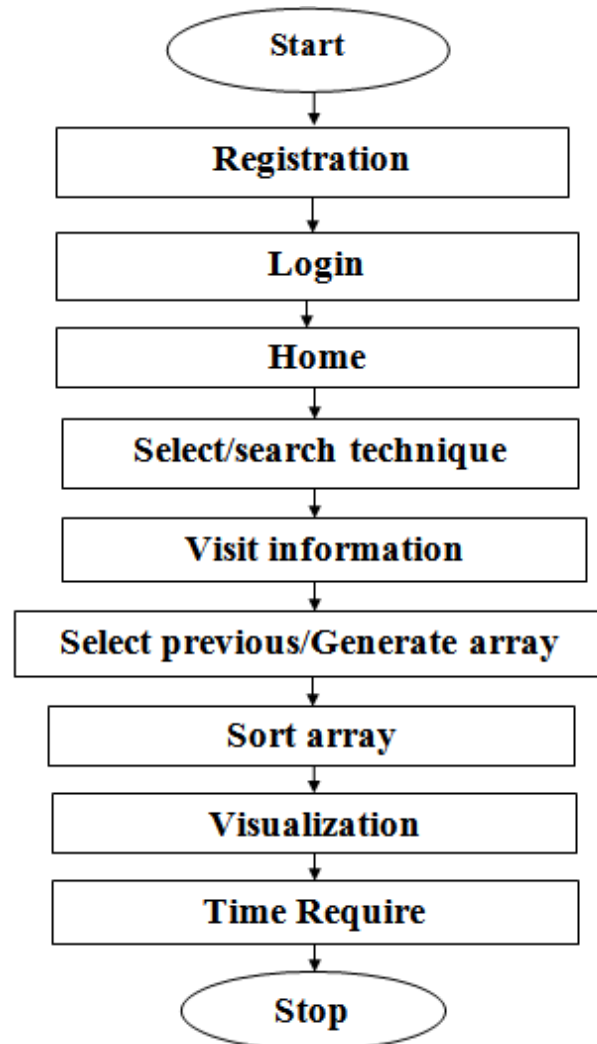 Start
Registration
Login
Home
Select/search technique
Visit information
Select previous/Generate array
Sort array
Visualization
Time Require
Stop